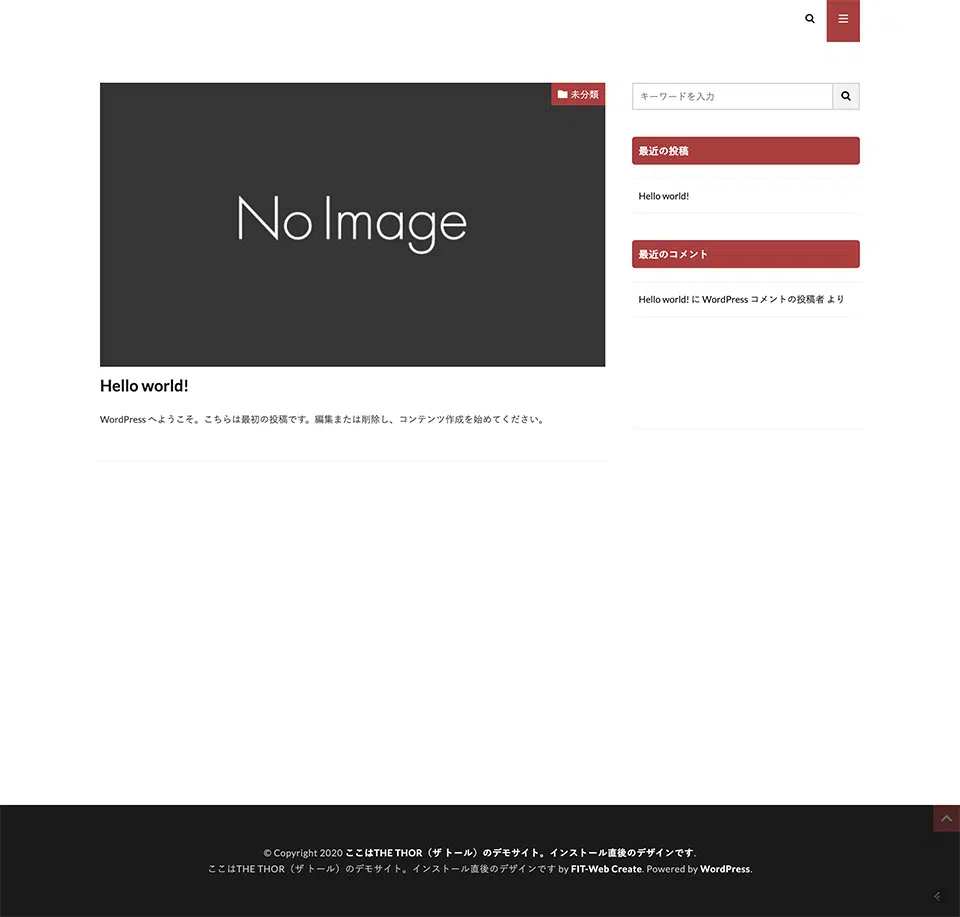 未分類
No Image
Hello world!
WordPress へようこそ。こちらは最初の投稿です。編集または削除し、コンテンツ作成を始めてください。
キーワードを入力
最近の投稿
Hello world!
最近のコメント
Hello world! に WordPress コメントの投稿者 より
© Copyright 2020 ここはTHE THOR（ザ トール）のデモサイト。インストール直後のデザインです.
ここはTHE THOR（ザ トール）のデモサイト。インストール直後のデザインです by FIT-Web Create. Powered by WordPress.